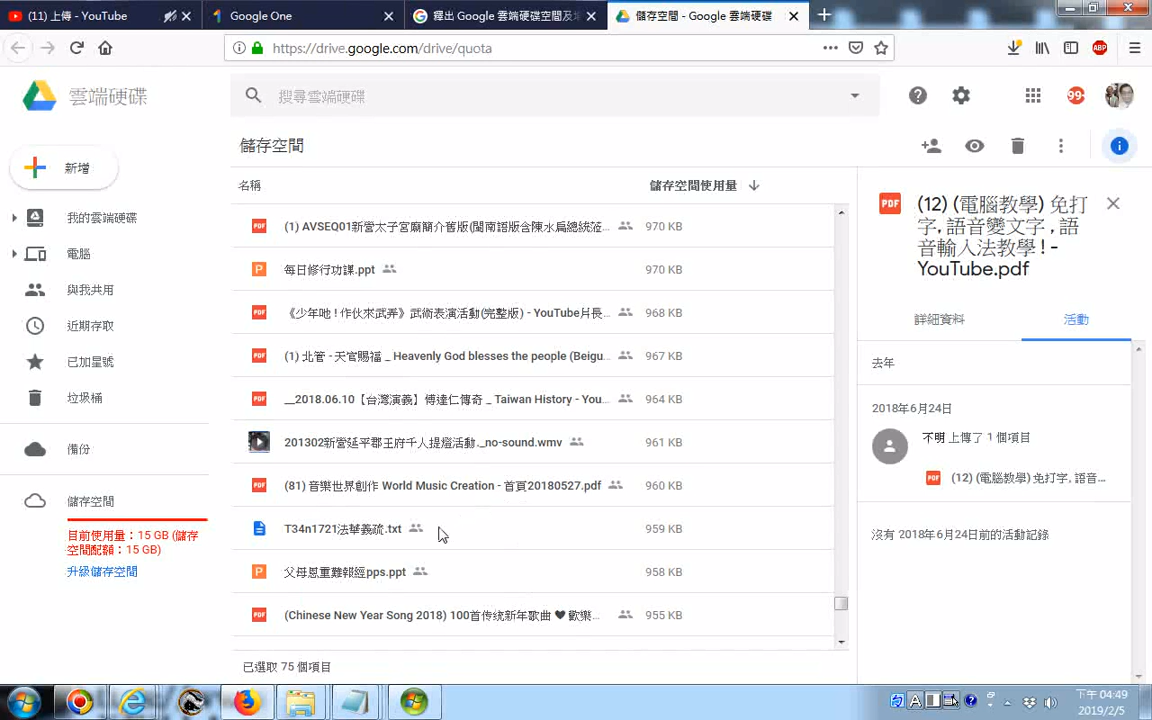 (11) 上傳 - YouTube
Google One
釋出 Google 雲端硬碟空間及增
儲存空間 - Google 雲端硬碟
https://drive.google.com/drive/quota
ABP
雲端硬碟
搜尋雲端硬碟
99+
新增
儲存空間
我的雲端硬碟
電腦
與我共用
近期存取
已加星號
垃圾桶
備份
儲存空間
目前使用量：15 GB (儲存
空間配額：15 GB)
升級儲存空間
名稱
儲存空間使用量
(1) AVSEQ01新營太子宮廟簡介舊版(閩南語版含陳水扁總統蒞...
970 KB
每日修行功課.ppt
970 KB
《少年吔 ! 作伙來武弄》武術表演活動(完整版) - YouTube片長...
968 KB
(1) 北管 - 天官賜福 _ Heavenly God blesses the people (Beigu...
967 KB
__2018.06.10【台灣演義】傅達仁傳奇 _ Taiwan History - You...
964 KB
201302新營延平郡王府千人提燈活動._no-sound.wmv
961 KB
(81) 音樂世界創作 World Music Creation - 首頁20180527.pdf
960 KB
T34n1721法華義疏.txt
959 KB
父母恩重難報經pps.ppt
958 KB
(Chinese New Year Song 2018) 100首传统新年歌曲 ❤ 歡樂...
955 KB
已選取 75 個項目
PDF
(12) (電腦教學) 免打
字, 語音變文字 , 語
音輸入法教學 ! -
YouTube.pdf
詳細資料
活動
去年
2018年6月24日
不明 上傳了 1 個項目
PDF
(12) (電腦教學) 免打字, 語音...
沒有 2018年6月24日前的活動記錄
下午 04:49
2019/2/5